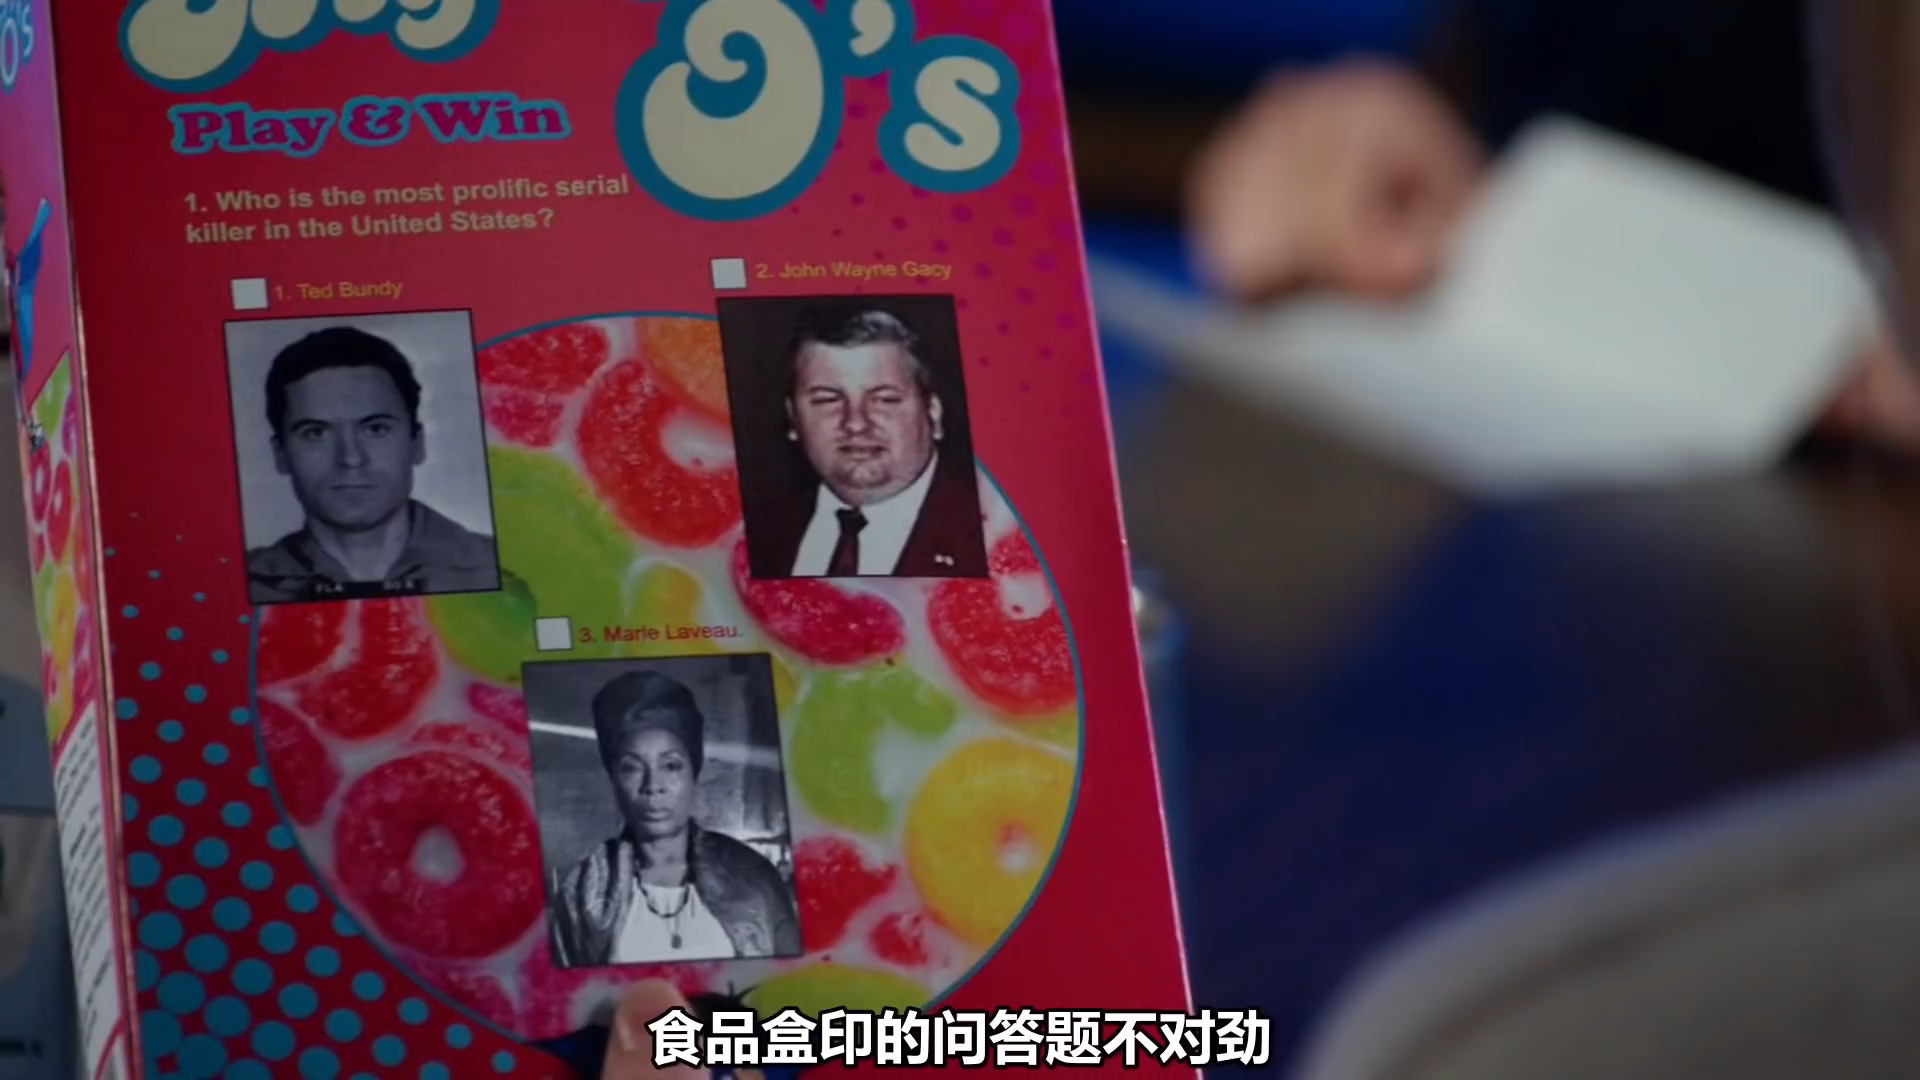 O's
Play & Win
1. Who is the most prolific serial
killer in the United States?
1. Ted Bundy
2. John Wayne Gacy
3. Marie Laveau.
食品盒印的问答题不对劲